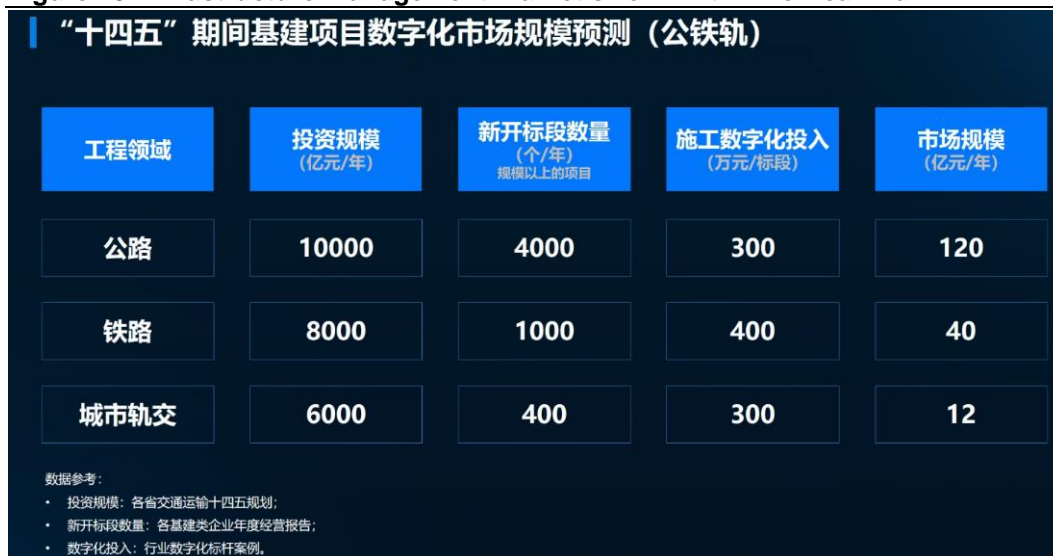 “十四五”期间基建项目数字化市场规模预测（公铁轨）
工程领域 投资规模 新开标段数量 施工数字化投入 市场规模
(亿元/年) (个/年) (万元/标段) (亿元/年)
规模以上的项目
公路 10000 4000 300 120
铁路 8000 1000 400 40
城市轨交 6000 400 300 12
数据参考：
• 投资规模：各省交通运输十四五规划；
• 新开标段数量：各基建类企业年度经营报告；
• 数字化投入：行业数字化标杆案例。